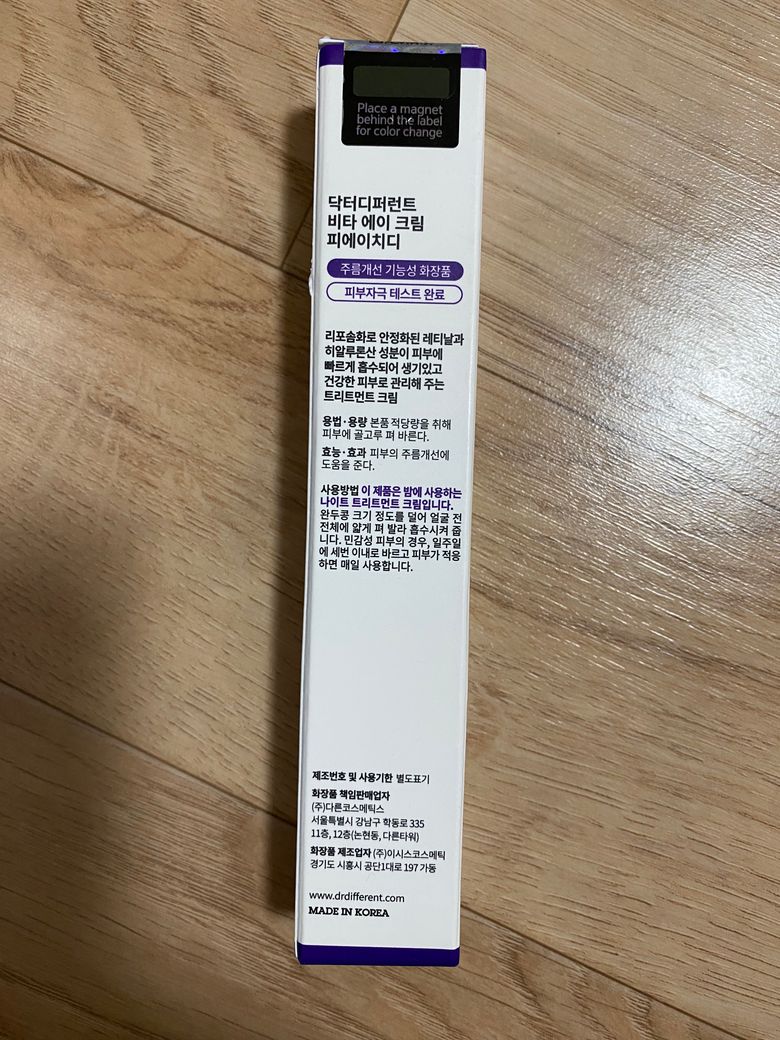 Place a magnet
behind the label
for color change
닥터디퍼런트
비타 에이 크림
피에이치디
주름개선 기능성 화장품
피부자극 테스트 완료
리포솜화로 안정화된 레티날과
히알루론산 성분이 피부에
빠르게 흡수되어 생기있고
건강한 피부로 관리해 주는
트리트먼트 크림
용법·용량 본품 적당량을 취해
피부에 골고루 펴 바른다.
효능·효과 피부의 주름개선에
도움을 준다.
사용방법 이 제품은 밤에 사용하는
나이트 트리트먼트 크림입니다.
완두콩 크기 정도를 덜어 얼굴 전
전체에 얇게 펴 발라 흡수시켜 줍
니다. 민감성 피부의 경우, 일주일
에 세번 이내로 바르고 피부가 적응
하면 매일 사용합니다.
제조번호 및 사용기한 별도표기
화장품 책임판매업자
(주)다른코스메틱스
서울특별시 강남구 학동로 335
11층, 12층(논현동, 다른타워)
화장품 제조업자 (주)이시스코스메틱
경기도 시흥시 공단1대로 197 가동
www.drdifferent.com
MADE IN KOREA